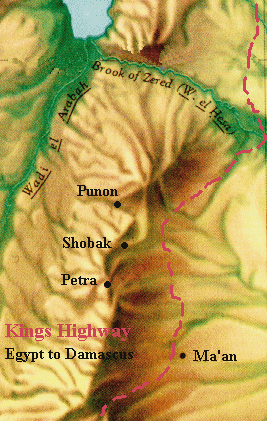 Brook of Zered (W. el Hesa)
Wadi el Arabah
Punon
Shobak
Petra
Kings Highway
Egypt to Damascus
Ma'an